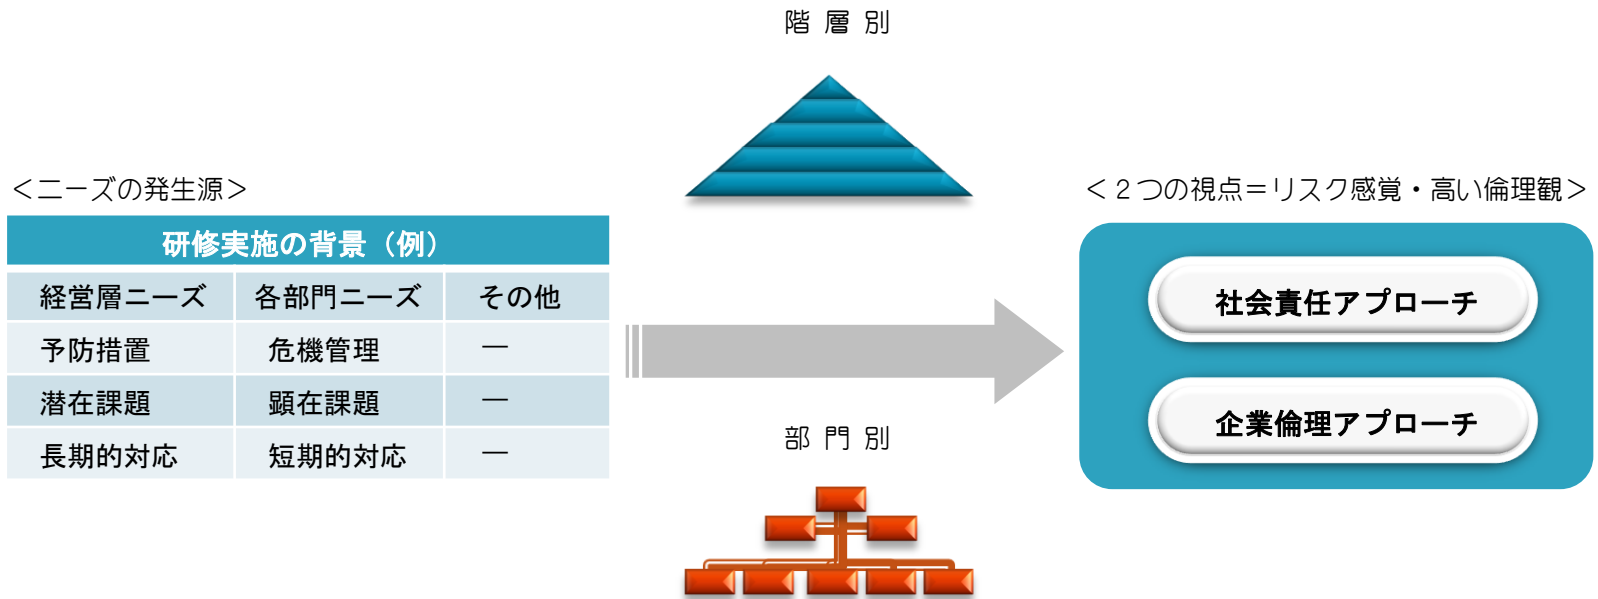 階 層 別
＜ニーズの発生源＞
研修実施の背景（例）
経営層ニーズ 各部門ニーズ その他
予防措置 危機管理 ―
潜在課題 顕在課題 ―
長期的対応 短期的対応 ―
部 門 別
＜２つの視点＝リスク感覚・高い倫理観＞
社会責任アプローチ
企業倫理アプローチ